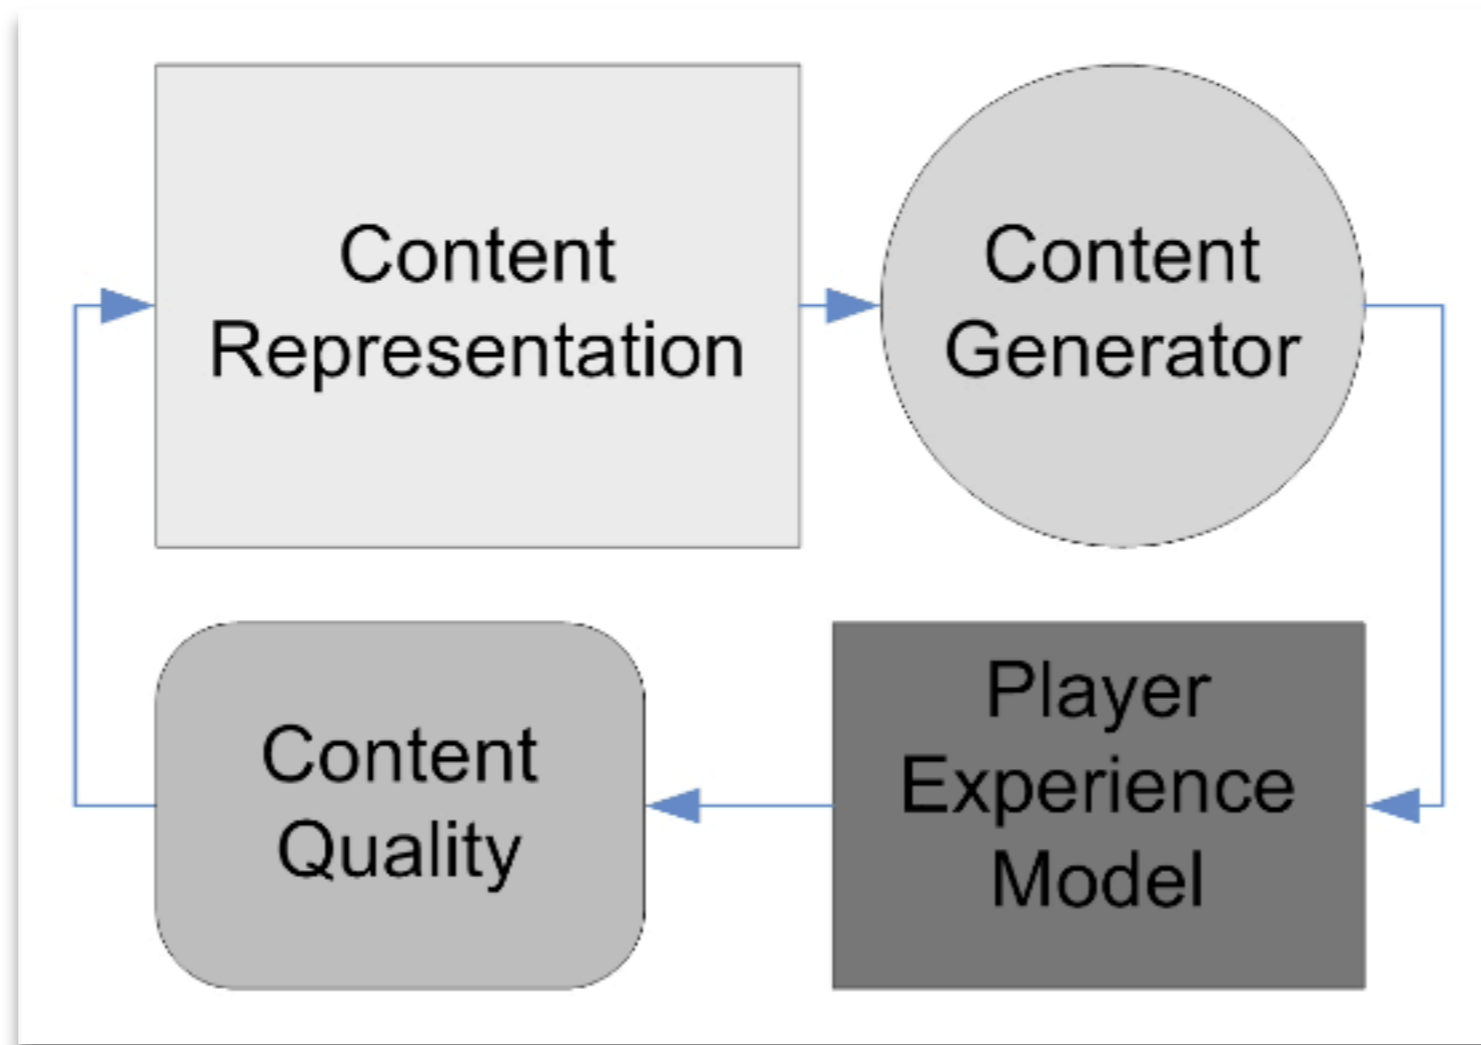 Content
Representation
Content
Generator
Content
Quality
Player
Experience
Model